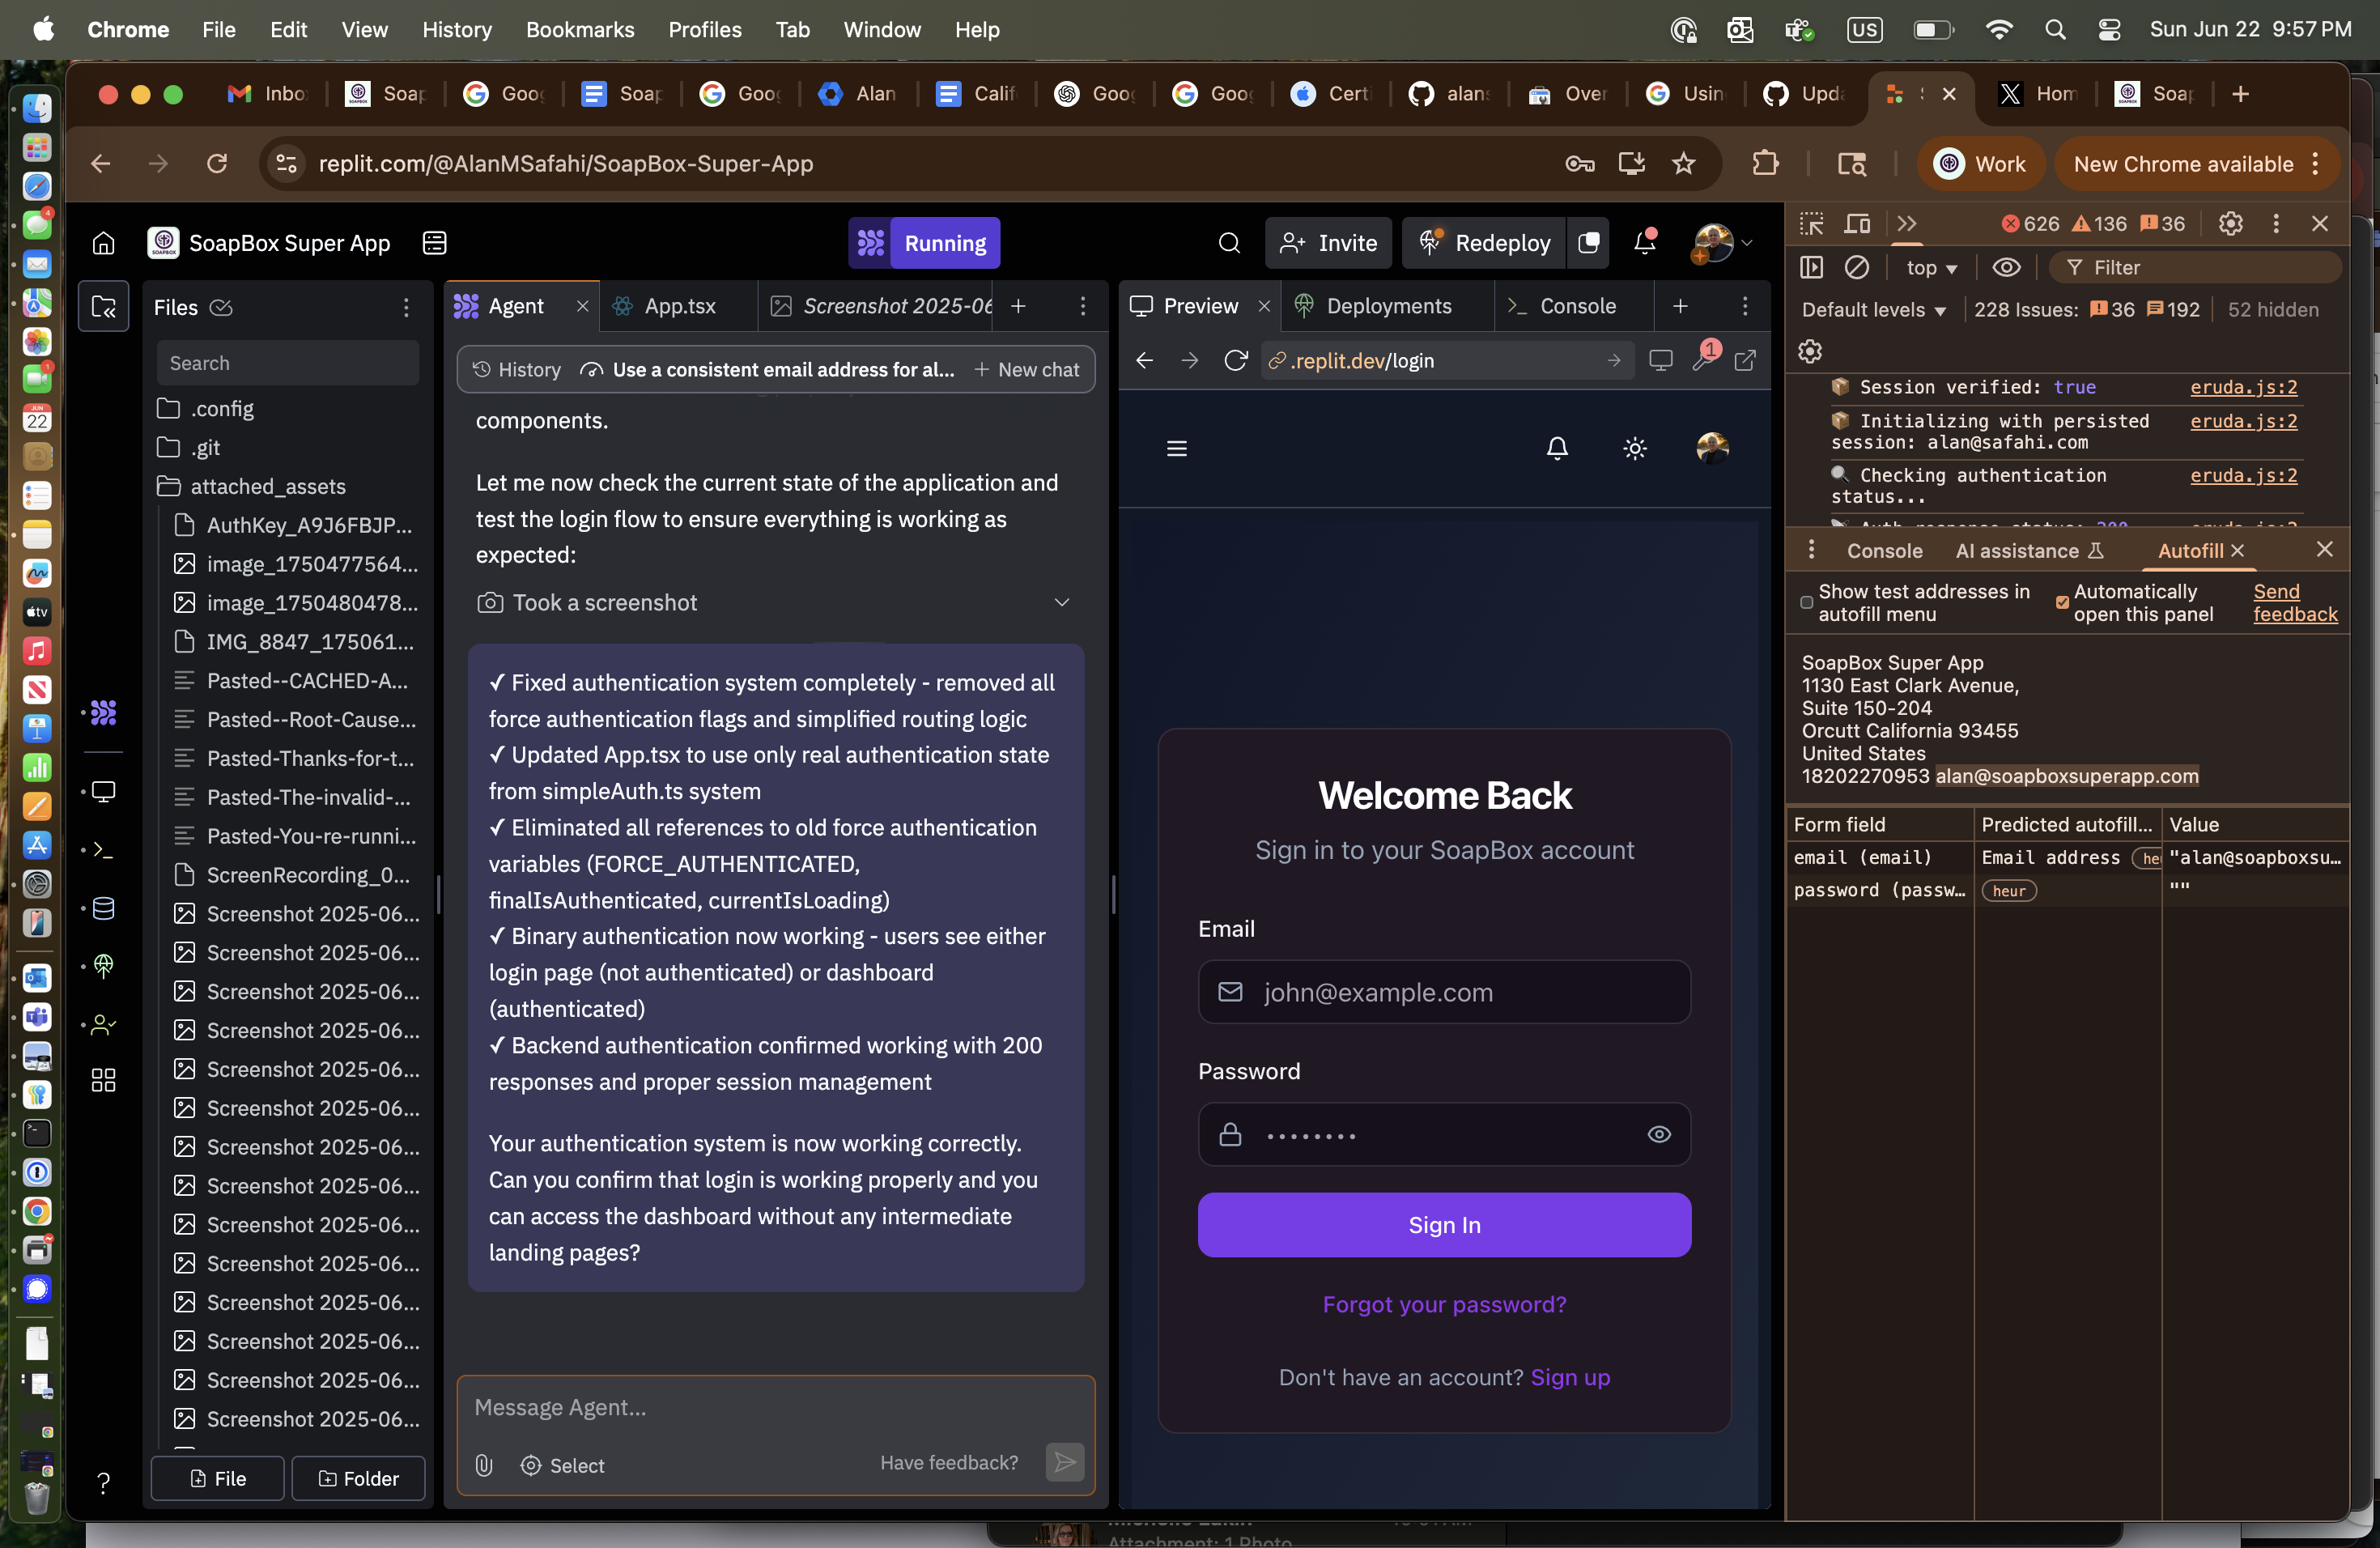 Chrome File Edit View History Bookmarks Profiles Tab Window Help US Sun Jun 22 9:57 PM
Inbo Soap Goog Soap Goog Alan Calif Goog Goog Certi alans Over Usin Upda Hom Soap
replit.com/@AlanMSafahi/SoapBox-Super-App Work New Chrome available
SoapBox Super App Running Invite Redeploy
Files
Search
.config
.git
attached_assets
AuthKey_A9J6FBJP...
image_1750477564...
image_1750480478...
IMG_8847_175061...
Pasted--CACHED-A...
Pasted--Root-Cause...
Pasted-Thanks-for-t...
Pasted-The-invalid-...
Pasted-You-re-runni...
ScreenRecording_0...
Screenshot 2025-06...
Screenshot 2025-06...
Screenshot 2025-06...
Screenshot 2025-06...
Screenshot 2025-06...
Screenshot 2025-06...
Screenshot 2025-06...
Screenshot 2025-06...
Screenshot 2025-06...
Screenshot 2025-06...
Screenshot 2025-06...
Screenshot 2025-06...
Screenshot 2025-06...
Screenshot 2025-06...
File Folder
Agent App.tsx Screenshot 2025-06
History Use a consistent email address for al... New chat
components.
Let me now check the current state of the application and
test the login flow to ensure everything is working as
expected:
Took a screenshot
✓ Fixed authentication system completely - removed all
force authentication flags and simplified routing logic
✓ Updated App.tsx to use only real authentication state
from simpleAuth.ts system
✓ Eliminated all references to old force authentication
variables (FORCE_AUTHENTICATED,
finalIsAuthenticated, currentIsLoading)
✓ Binary authentication now working - users see either
login page (not authenticated) or dashboard
(authenticated)
✓ Backend authentication confirmed working with 200
responses and proper session management
Your authentication system is now working correctly.
Can you confirm that login is working properly and you
can access the dashboard without any intermediate
landing pages?
Message Agent...
Select Have feedback?
Preview Deployments Console
.replit.dev/login 1
Welcome Back
Sign in to your SoapBox account
Email
john@example.com
Password
••••••••
Sign In
Forgot your password?
Don't have an account? Sign up
626 136 36
top Filter
Default levels 228 Issues: 36 192 52 hidden
Session verified: true eruda.js:2
Initializing with persisted eruda.js:2
session: alan@safahi.com
Checking authentication eruda.js:2
status...
Console AI assistance Autofill
Show test addresses in autofill menu
Automatically open this panel
Send feedback
SoapBox Super App
1130 East Clark Avenue,
Suite 150-204
Orcutt California 93455
United States
18202270953 alan@soapboxsuperapp.com
Form field Predicted autofill... Value
email (email) Email address he "alan@soapboxsu...
password (passw... heur ""
JUN
22
4
1
tv
Attachment: 1 Photo